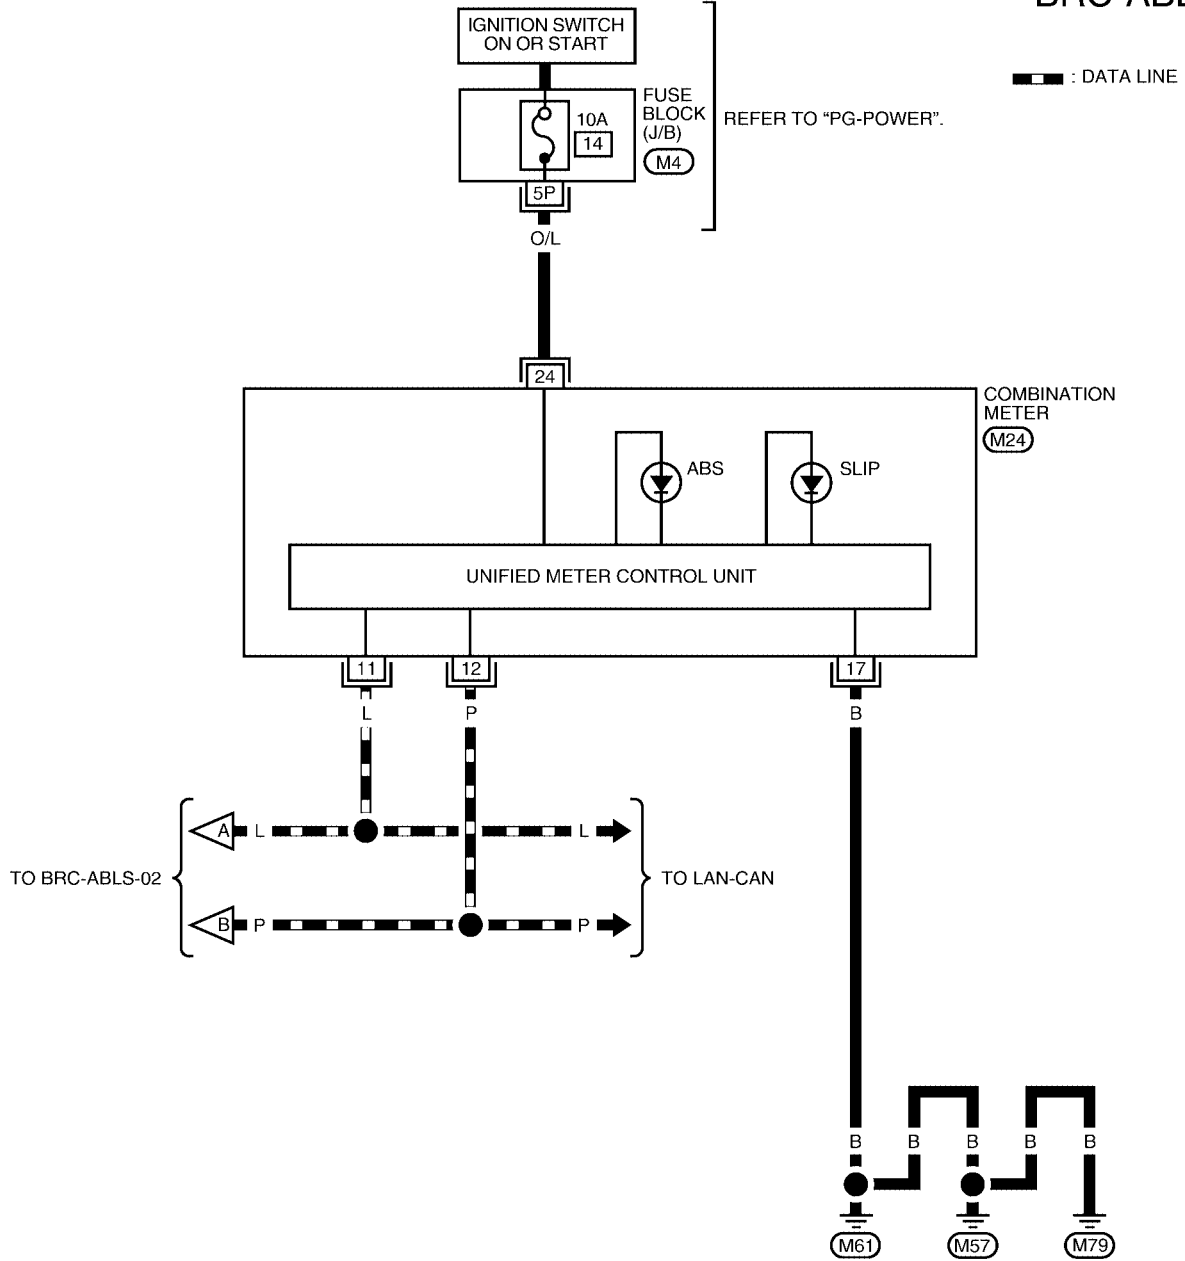 IGNITION SWITCH
ON OR START
: DATA LINE
FUSE
BLOCK
(J/B)
M4
10A
14
REFER TO “PG-POWER”.
5P
O/L
24
COMBINATION
METER
M24
ABS
SLIP
UNIFIED METER CONTROL UNIT
11
12
17
L
P
B
A
L
L
TO BRC-ABLS-02
TO LAN-CAN
B
P
P
B
B
B
B
B
M61
M57
M79